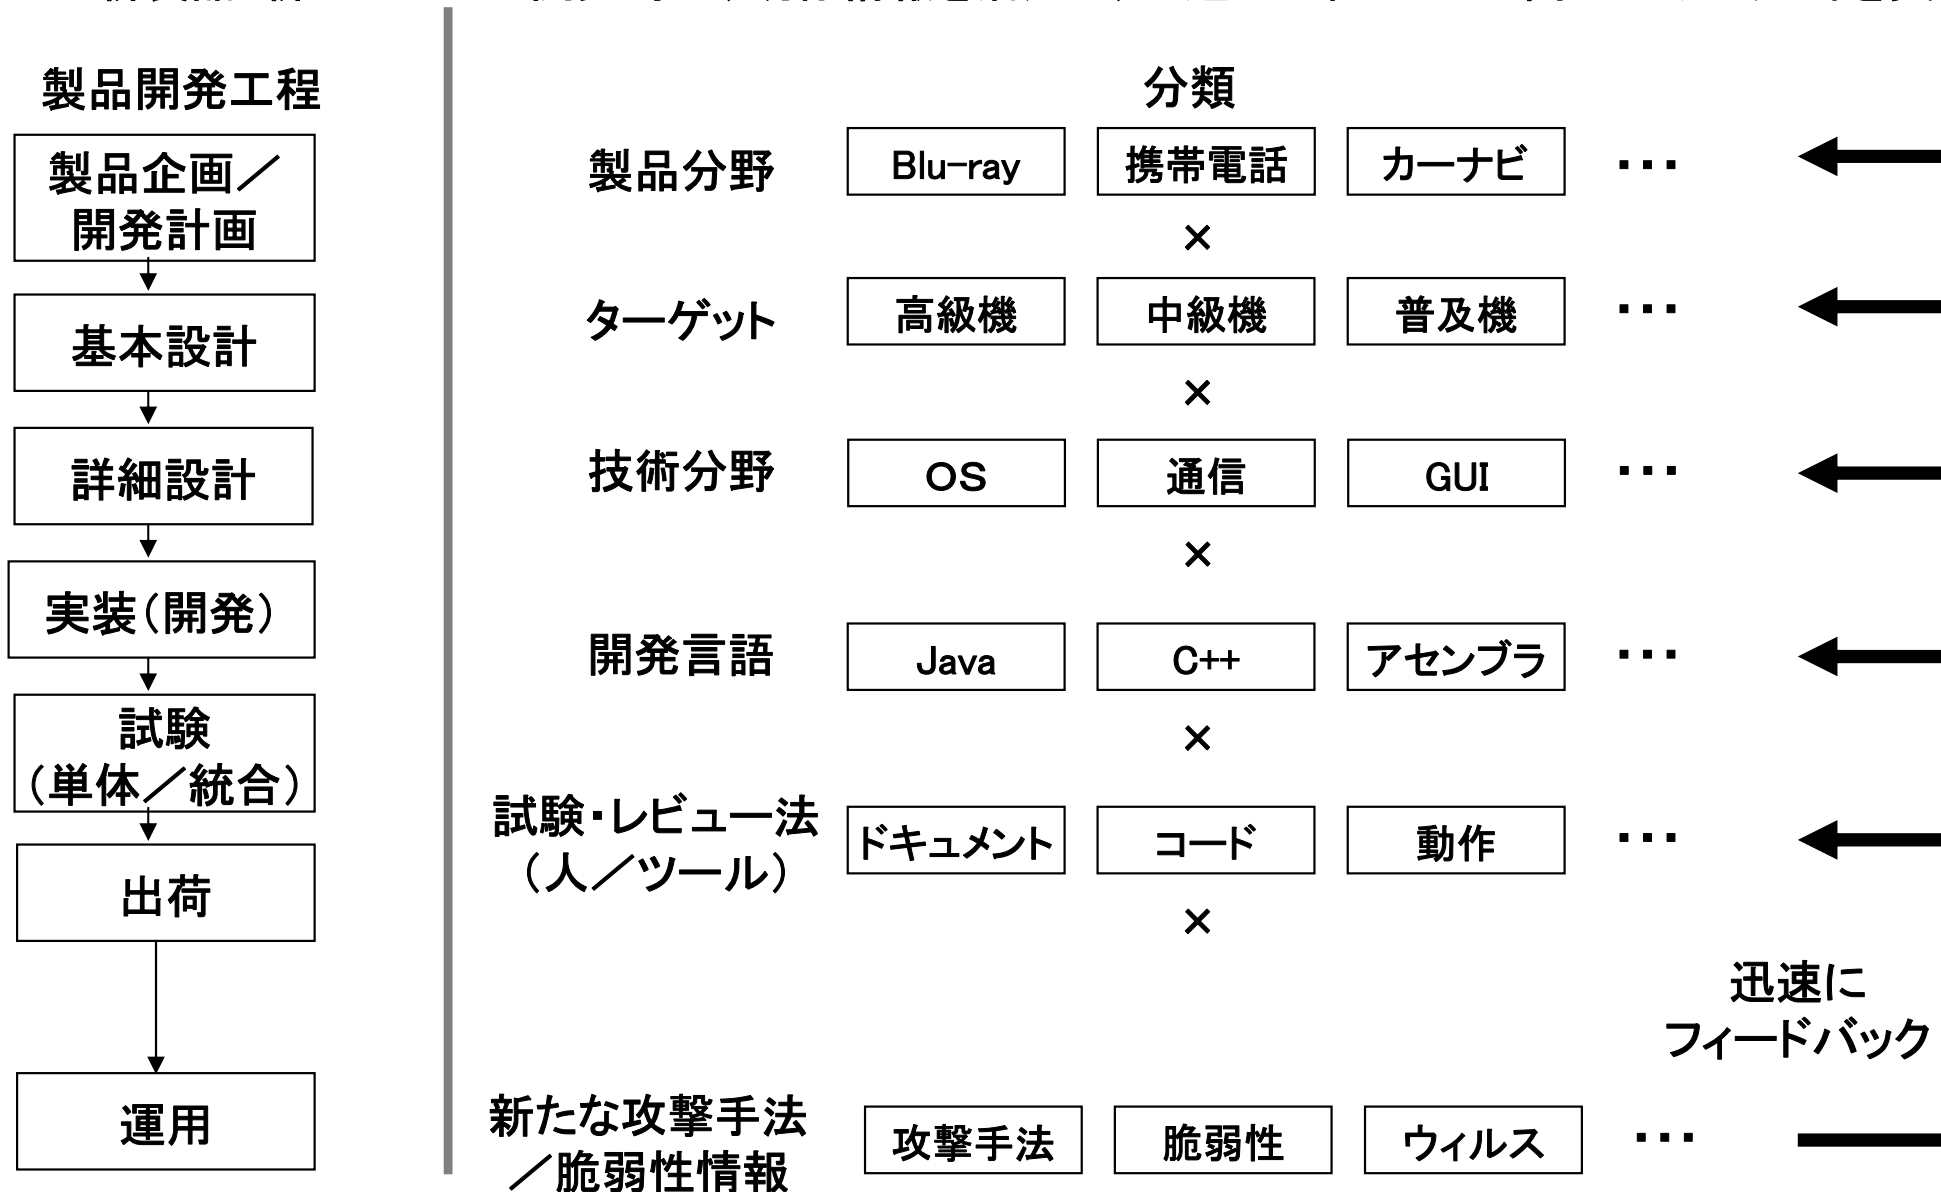 製品開発工程
製品企画／
開発計画
基本設計
詳細設計
実装（開発）
試験
（単体／統合）
出荷
運用
分類
製品分野 Blu-ray 携帯電話 カーナビ ･･･
×
ターゲット 高級機 中級機 普及機 ･･･
×
技術分野 OS 通信 GUI ･･･
×
開発言語 Java C++ アセンブラ ･･･
×
試験・レビュー法
（人／ツール）
ドキュメント コード 動作 ･･･
×
迅速に
フィードバック
新たな攻撃手法
／脆弱性情報
攻撃手法 脆弱性 ウィルス ･･･